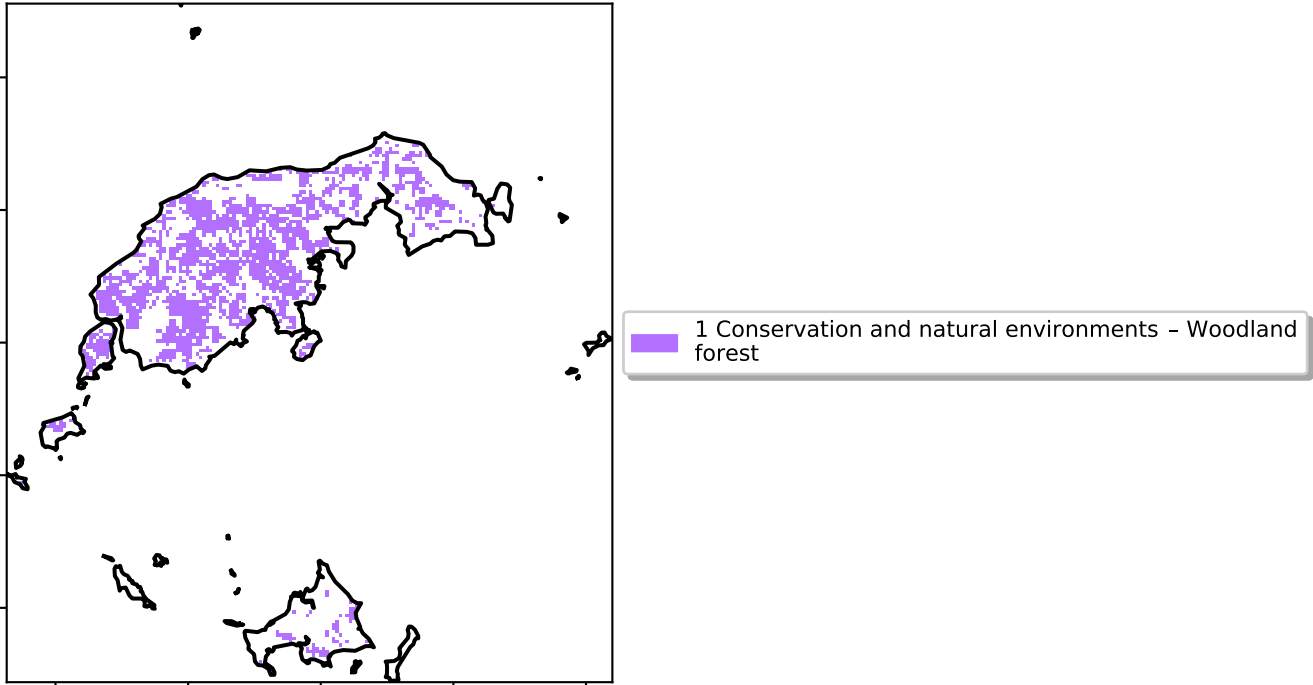 1 Conservation and natural environments – Woodland
forest